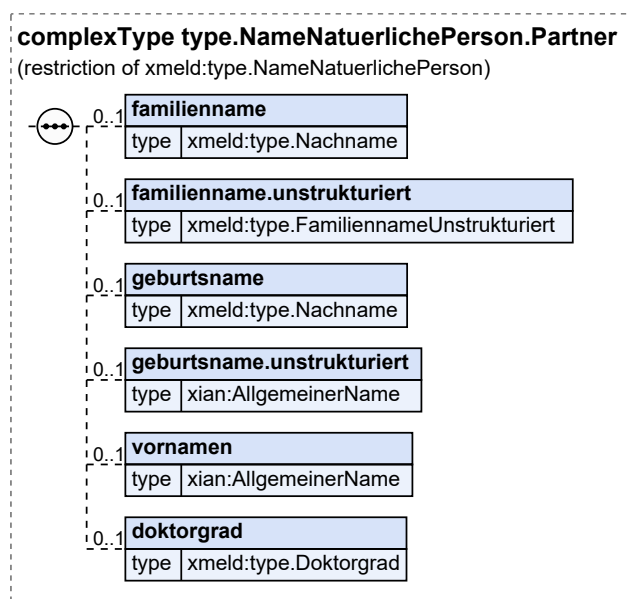 complexType type.NameNatuerlichePerson.Partner
(restriction of xmeld:type.NameNatuerlichePerson)
0..1 familienname
type xmeld:type.Nachname
0..1 familienname.unstrukturiert
type xmeld:type.FamiliennameUnstrukturiert
0..1 geburtsname
type xmeld:type.Nachname
0..1 geburtsname.unstrukturiert
type xian:AllgemeinerName
0..1 vornamen
type xian:AllgemeinerName
0..1 doktorgrad
type xmeld:type.Doktorgrad